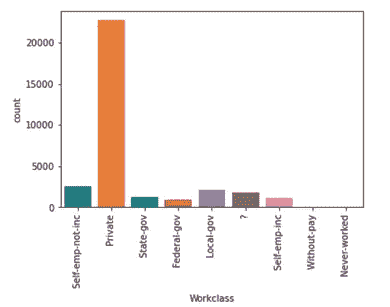 20000
15000
10000
5000
0
count
Self-emp-not-inc
Private
State-gov
Federal-gov
Local-gov
?
Self-emp-inc
Without-pay
Never-worked
Workclass